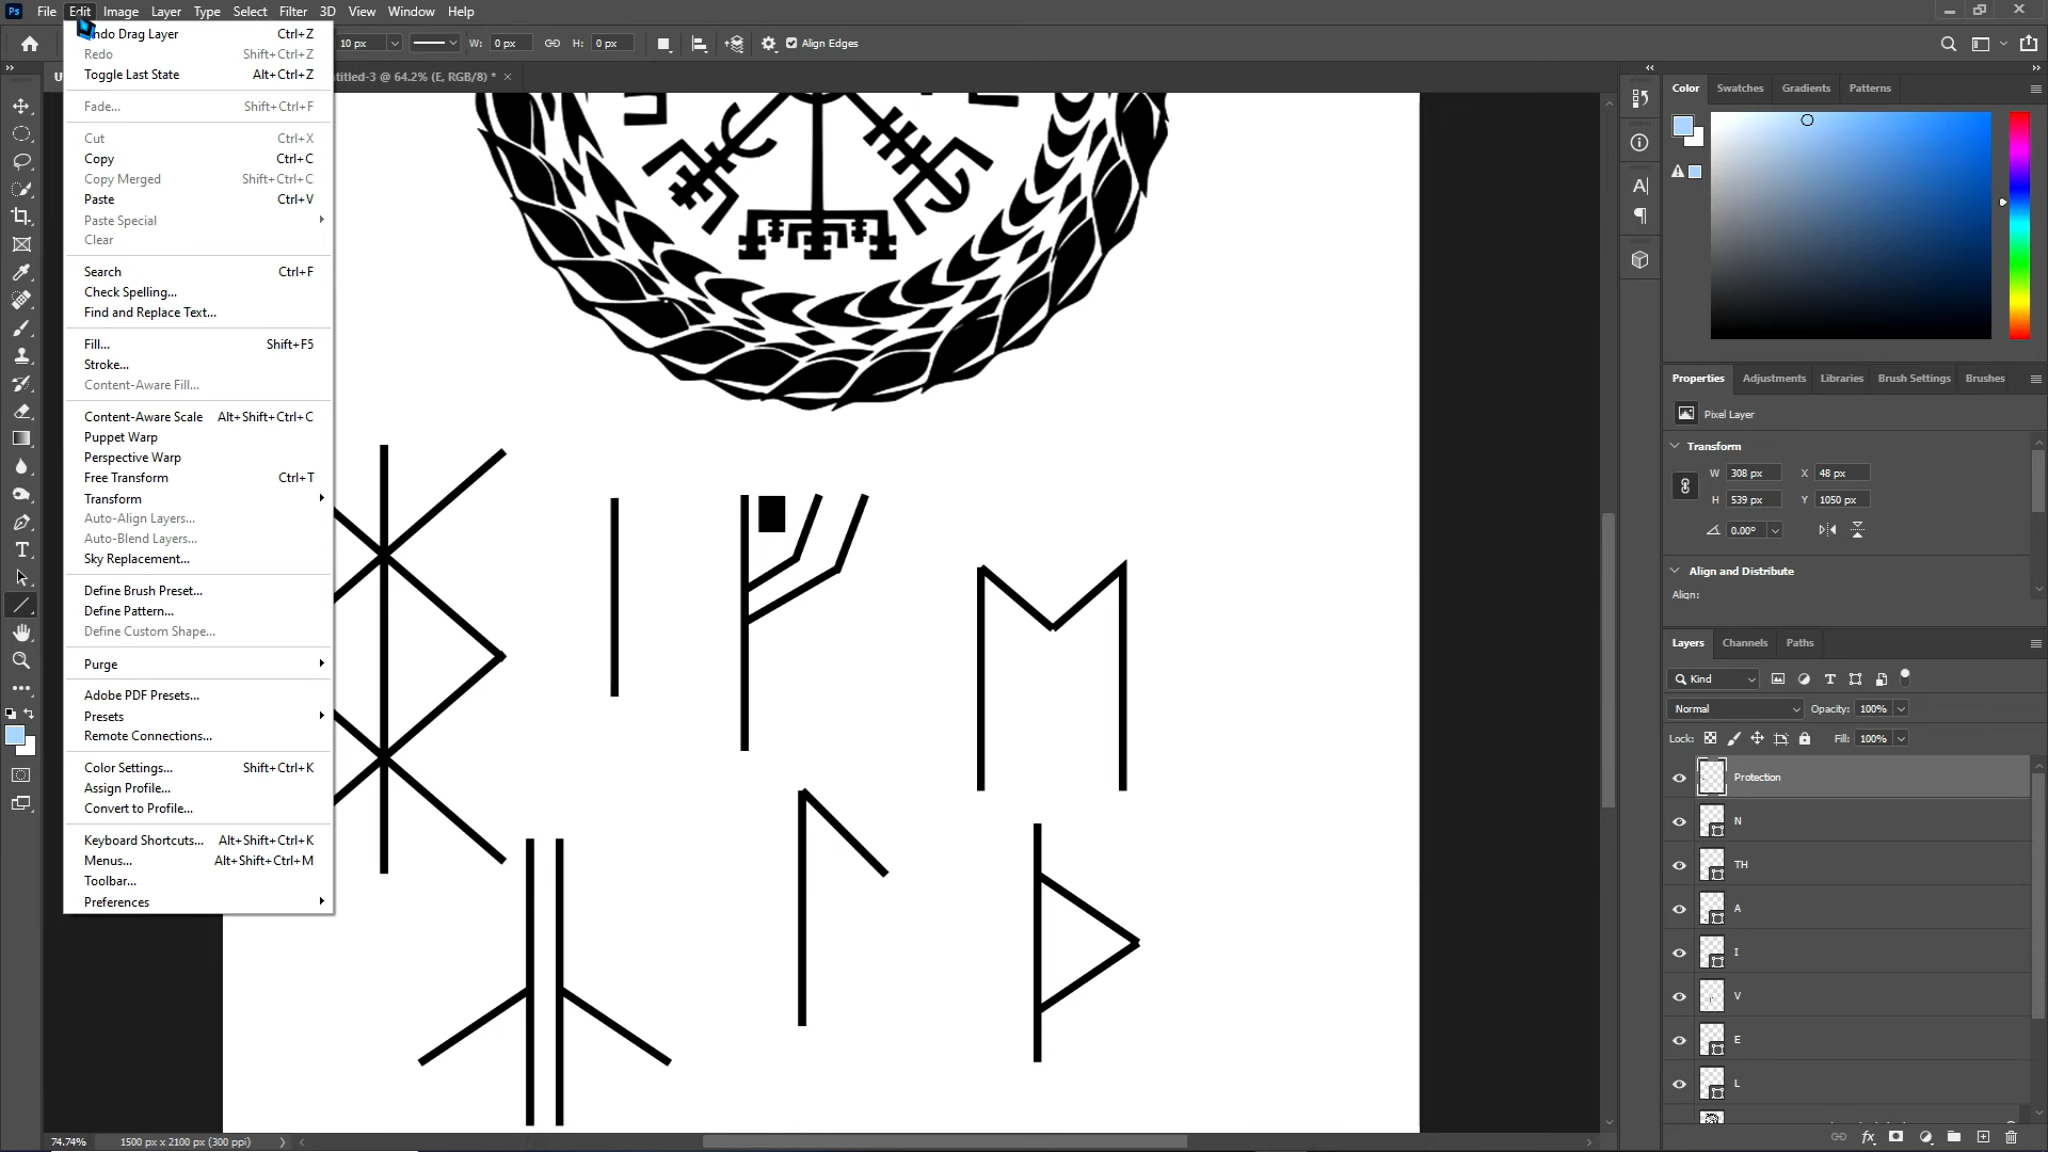 Ps File Edit Image Layer Type Select Filter 3D View Window Help
10 px W: 0 px H: 0 px Align Edges
U
titled-3 @ 64.2% (E, RGB/8) * ×
ndo Drag Layer Ctrl+Z
Redo Shift+Ctrl+Z
Toggle Last State Alt+Ctrl+Z
Fade... Shift+Ctrl+F
Cut Ctrl+X
Copy Ctrl+C
Copy Merged Shift+Ctrl+C
Paste Ctrl+V
Paste Special
Clear
Search Ctrl+F
Check Spelling...
Find and Replace Text...
Fill... Shift+F5
Stroke...
Content-Aware Fill...
Content-Aware Scale Alt+Shift+Ctrl+C
Puppet Warp
Perspective Warp
Free Transform Ctrl+T
Transform
Auto-Align Layers...
Auto-Blend Layers...
Sky Replacement...
Define Brush Preset...
Define Pattern...
Define Custom Shape...
Purge
Adobe PDF Presets...
Presets
Remote Connections...
Color Settings... Shift+Ctrl+K
Assign Profile...
Convert to Profile...
Keyboard Shortcuts... Alt+Shift+Ctrl+K
Menus... Alt+Shift+Ctrl+M
Toolbar...
Preferences
Color Swatches Gradients Patterns
Properties Adjustments Libraries Brush Settings Brushes
Pixel Layer
Transform
W 308 px X 48 px
H 539 px Y 1050 px
0.00°
Align and Distribute
Align:
Layers Channels Paths
Kind
Normal Opacity: 100%
Lock: Fill: 100%
Protection
N
TH
A
I
V
E
L
fx
74.74% 1500 px x 2100 px (300 ppi)